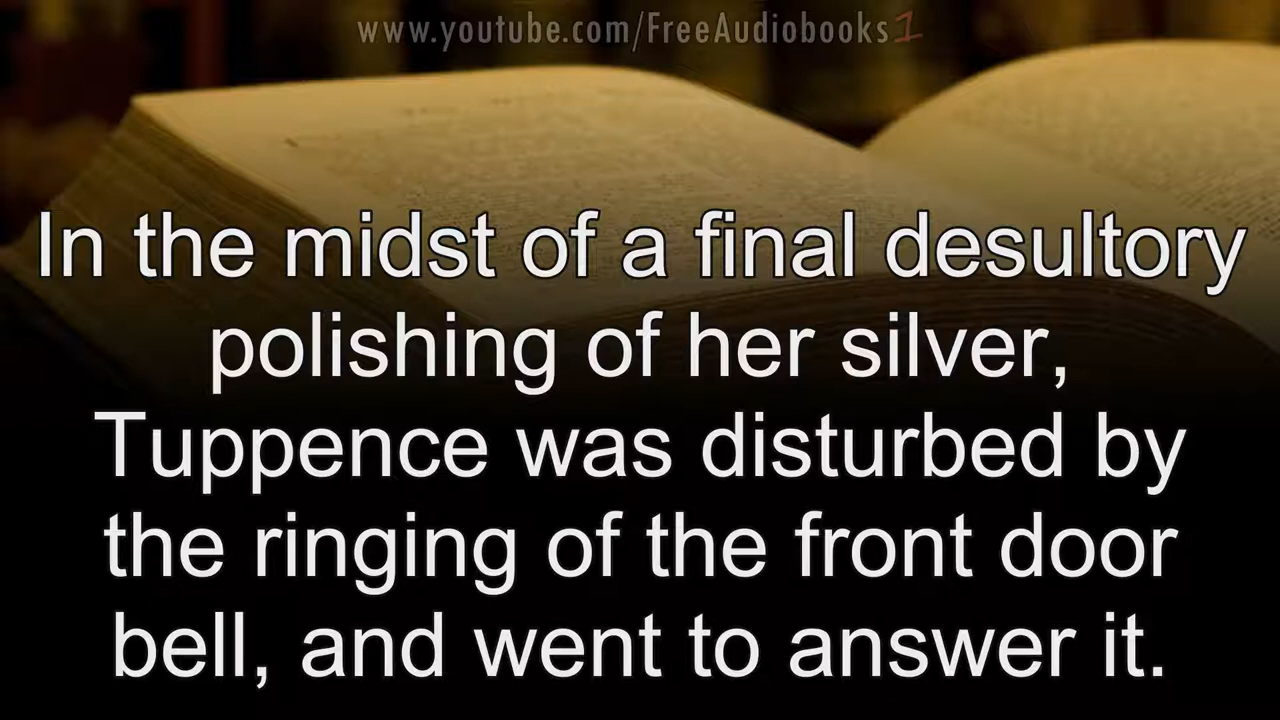 www.youtube.com/FreeAudiobooks1
In the midst of a final desultory
polishing of her silver,
Tuppence was disturbed by
the ringing of the front door
bell, and went to answer it.